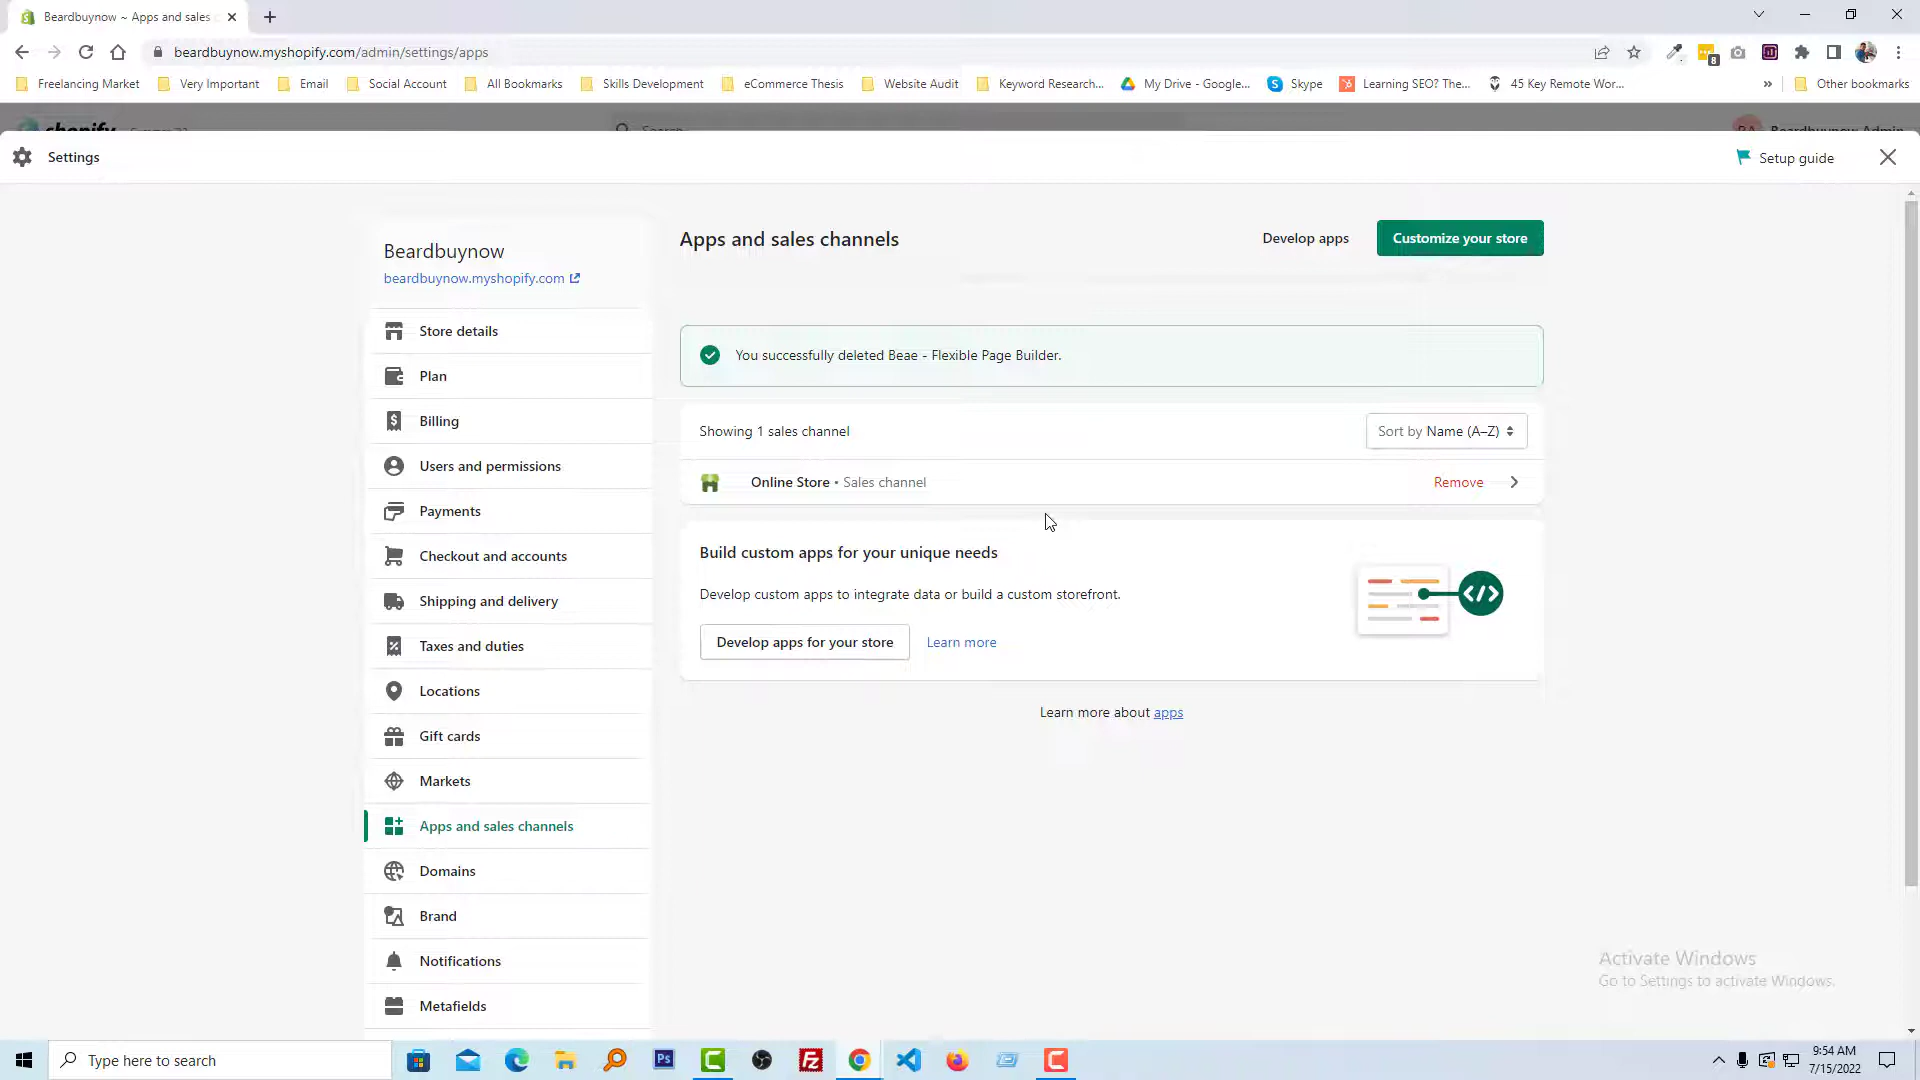 Beardbuynow ~ Apps and sales
beardbuynow.myshopify.com/admin/settings/apps
8
Freelancing Market
Very Important
Email
Social Account
All Bookmarks
Skills Development
eCommerce Thesis
Website Audit
Keyword Research...
My Drive - Google...
Skype
Learning SEO? The...
45 Key Remote Wor...
»
Other bookmarks
shopify
Search
Beardbuynow Admin
Settings
Setup guide
Beardbuynow
beardbuynow.myshopify.com
Store details
Plan
Billing
Users and permissions
Payments
Checkout and accounts
Shipping and delivery
Taxes and duties
Locations
Gift cards
Markets
Apps and sales channels
Domains
Brand
Notifications
Metafields
Apps and sales channels
Develop apps
Customize your store
You successfully deleted Beae - Flexible Page Builder.
Showing 1 sales channel
Sort by Name (A–Z)
Online Store • Sales channel
Remove
Build custom apps for your unique needs
Develop custom apps to integrate data or build a custom storefront.
Develop apps for your store
Learn more
Learn more about apps
Activate Windows
Go to Settings to activate Windows.
Type here to search
Ps
9:54 AM
7/15/2022